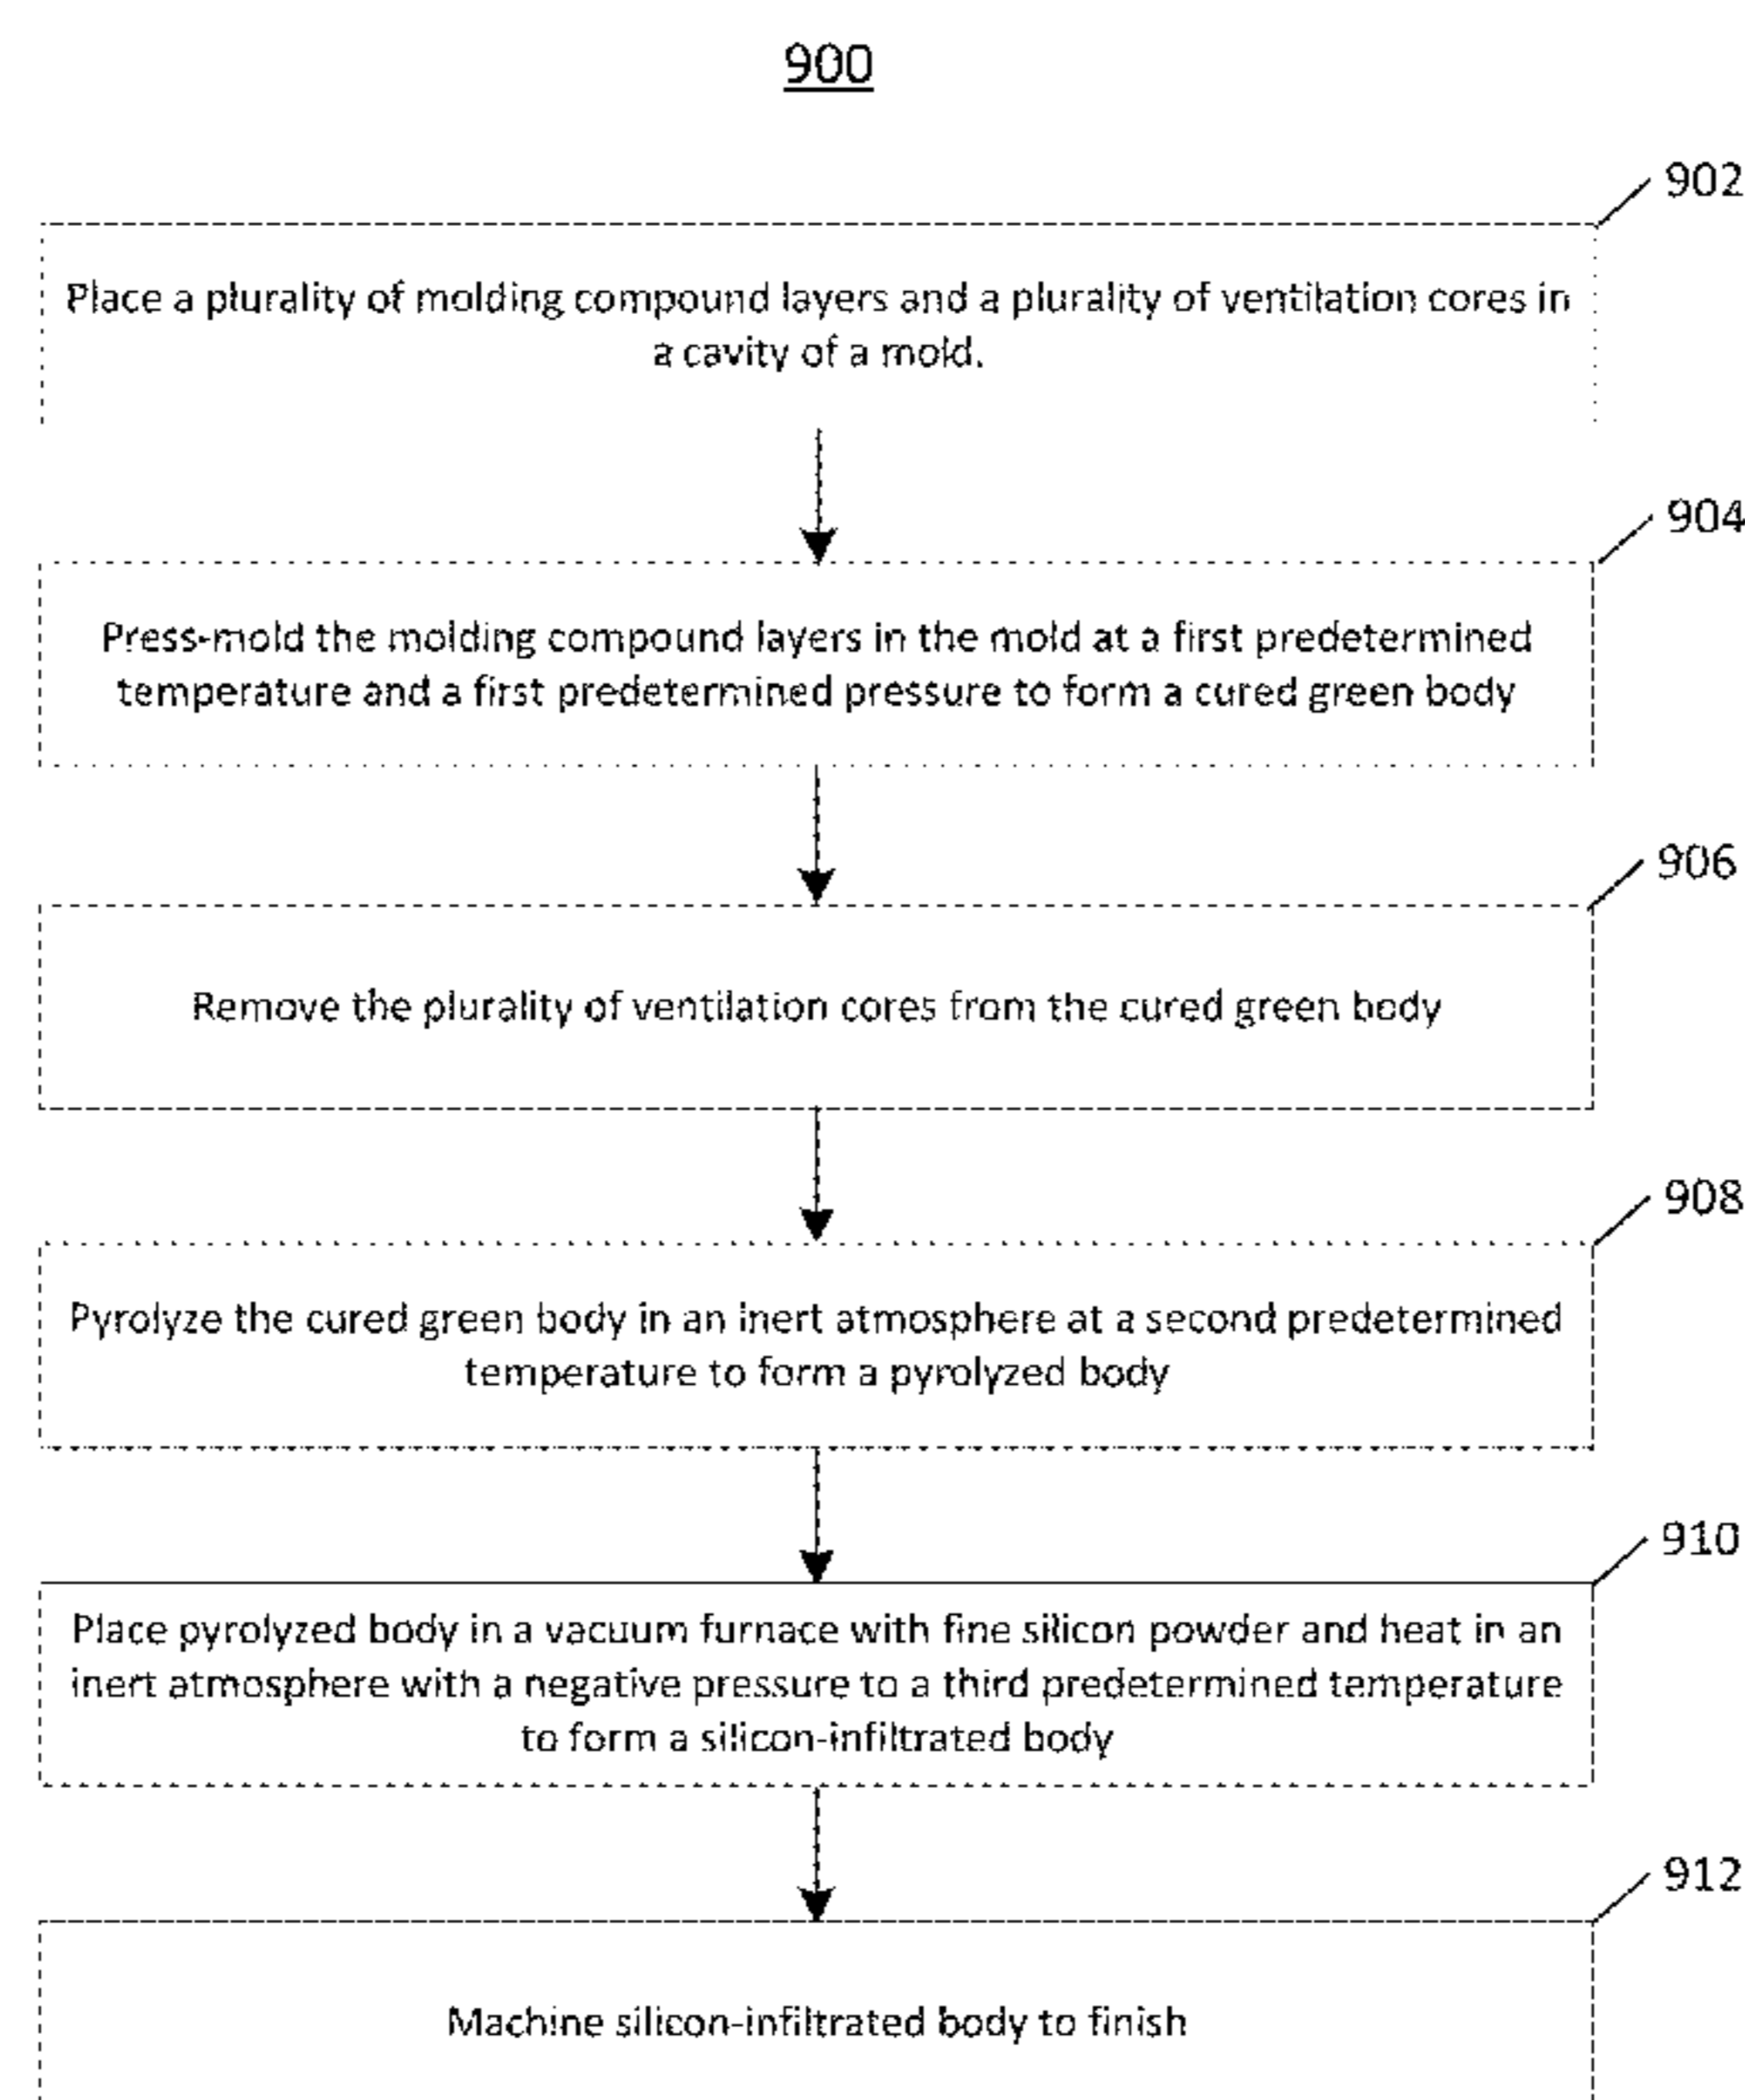 900
902
Place a plurality of molding compound layers and a plurality of ventilation cores in
a cavity of a mold.
904
Press-mold the molding compound layers in the mold at a first predetermined
temperature and a first predetermined pressure to form a cured green body
906
Remove the plurality of ventilation cores from the cured green body
908
Pyrolyze the cured green body in an inert atmosphere at a second predetermined
temperature to form a pyrolyzed body
910
Place pyrolyzed body in a vacuum furnace with fine silicon powder and heat in an
inert atmosphere with a negative pressure to a third predetermined temperature
to form a silicon-infiltrated body
912
Machine silicon-infiltrated body to finish